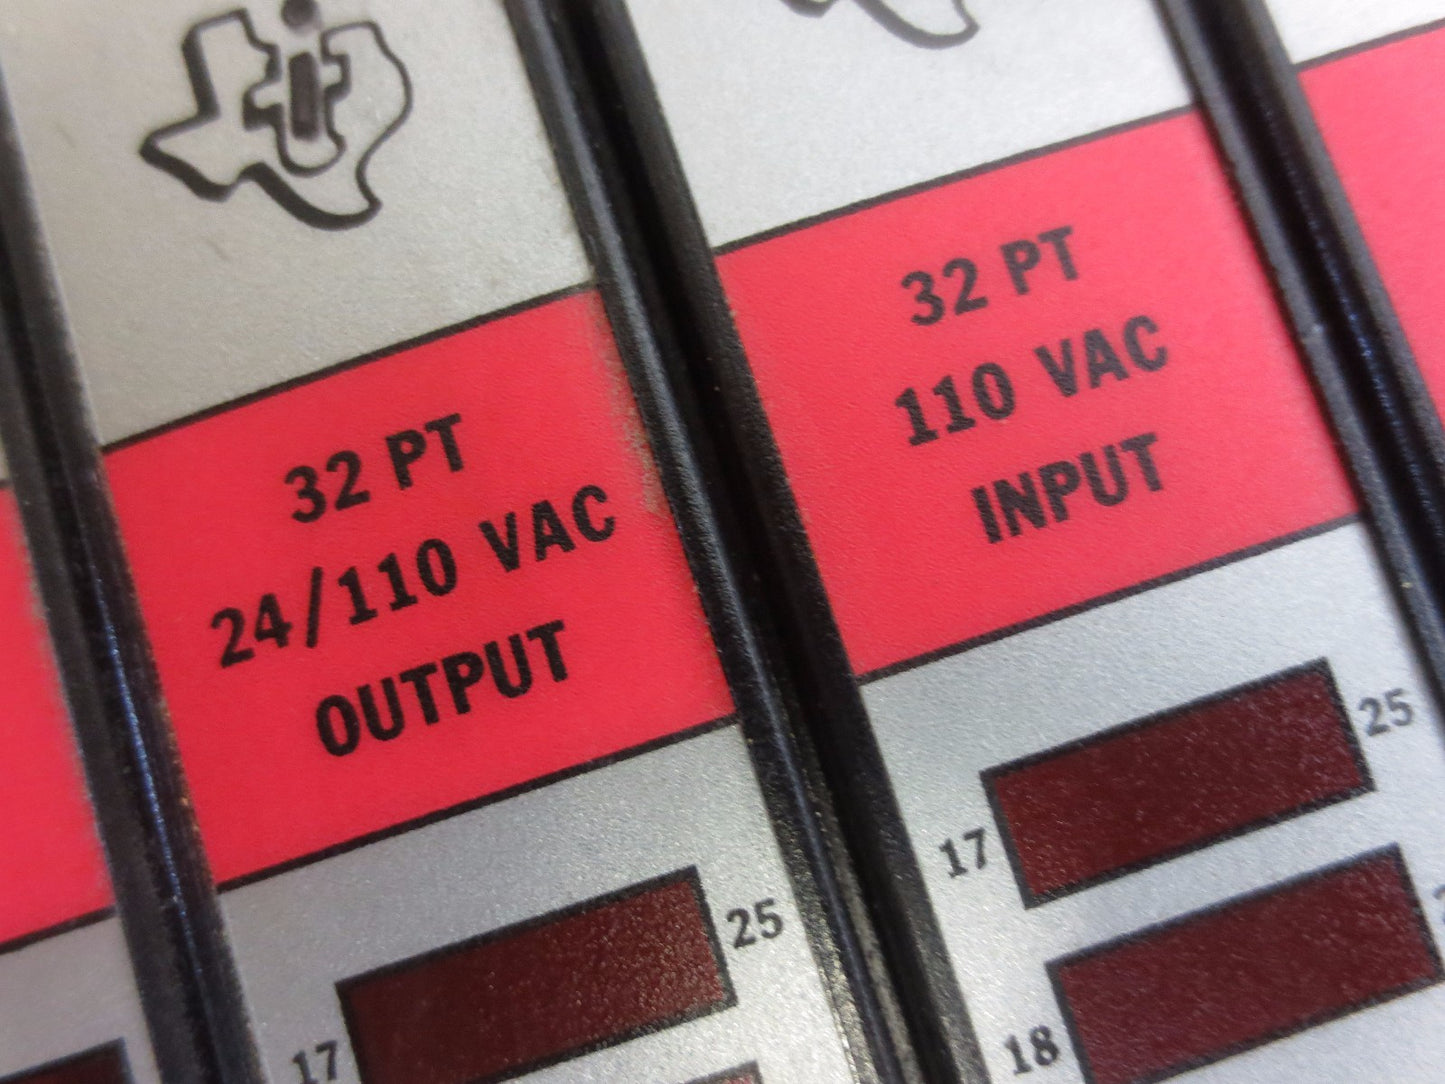 32 PT
24/110 VAC
OUTPUT
25
17
32 PT
110 VAC
INPUT
25
17
18